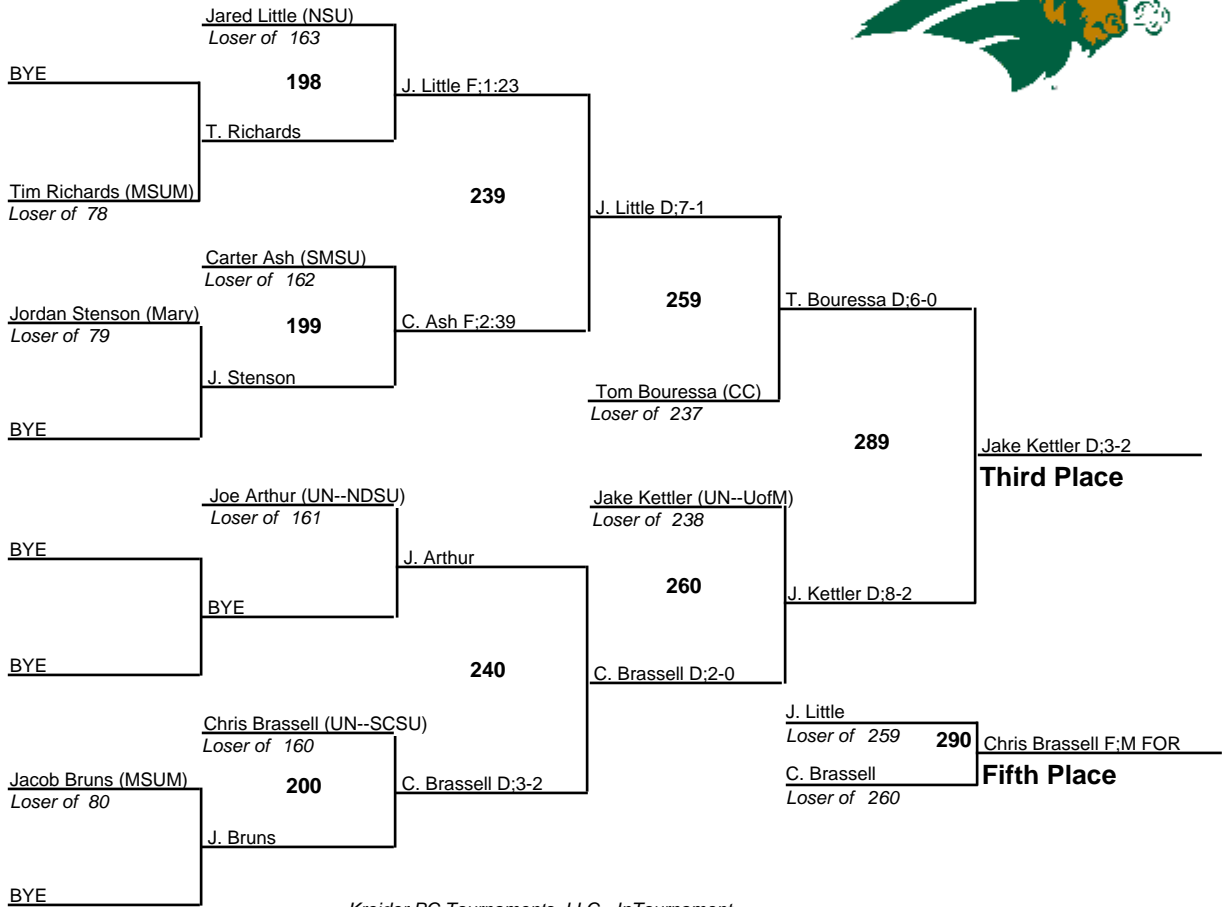 Jared Little (NSU)
Loser of 163
BYE
198
J. Little F;1:23
T. Richards
Tim Richards (MSUM)
Loser of 78
239
J. Little D;7-1
Carter Ash (SMSU)
Loser of 162
Jordan Stenson (Mary)
Loser of 79
199
C. Ash F;2:39
259
T. Bouressa D;6-0
J. Stenson
Tom Bouressa (CC)
Loser of 237
BYE
289
Jake Kettler D;3-2
Third Place
Joe Arthur (UN--NDSU)
Loser of 161
Jake Kettler (UN--UofM)
Loser of 238
BYE
J. Arthur
260
J. Kettler D;8-2
BYE
BYE
240
C. Brassell D;2-0
Chris Brassell (UN--SCSU)
Loser of 160
J. Little
Loser of 259
290
Chris Brassell F;M FOR
Fifth Place
C. Brassell
Loser of 260
Jacob Bruns (MSUM)
Loser of 80
200
C. Brassell D;3-2
J. Bruns
BYE